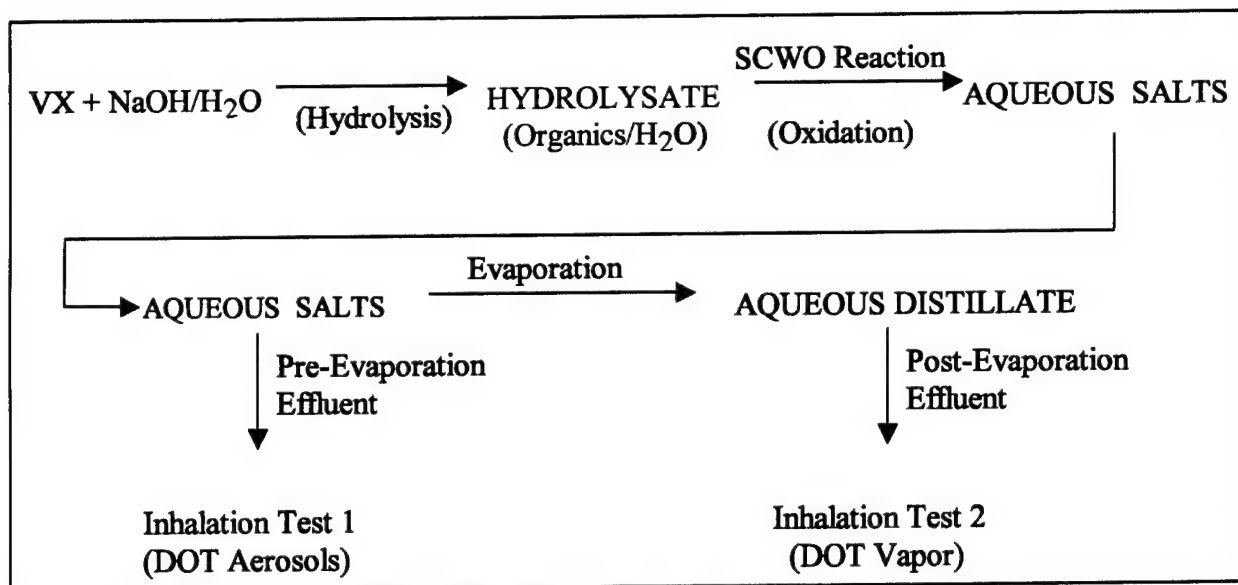 VX + NaOH/H2O
(Hydrolysis)
HYDROLYSATE
(Organics/H2O)
SCWO Reaction
(Oxidation)
AQUEOUS SALTS
AQUEOUS SALTS
Evaporation
AQUEOUS DISTILLATE
Pre-Evaporation
Effluent
Post-Evaporation
Effluent
Inhalation Test 1
(DOT Aerosols)
Inhalation Test 2
(DOT Vapor)